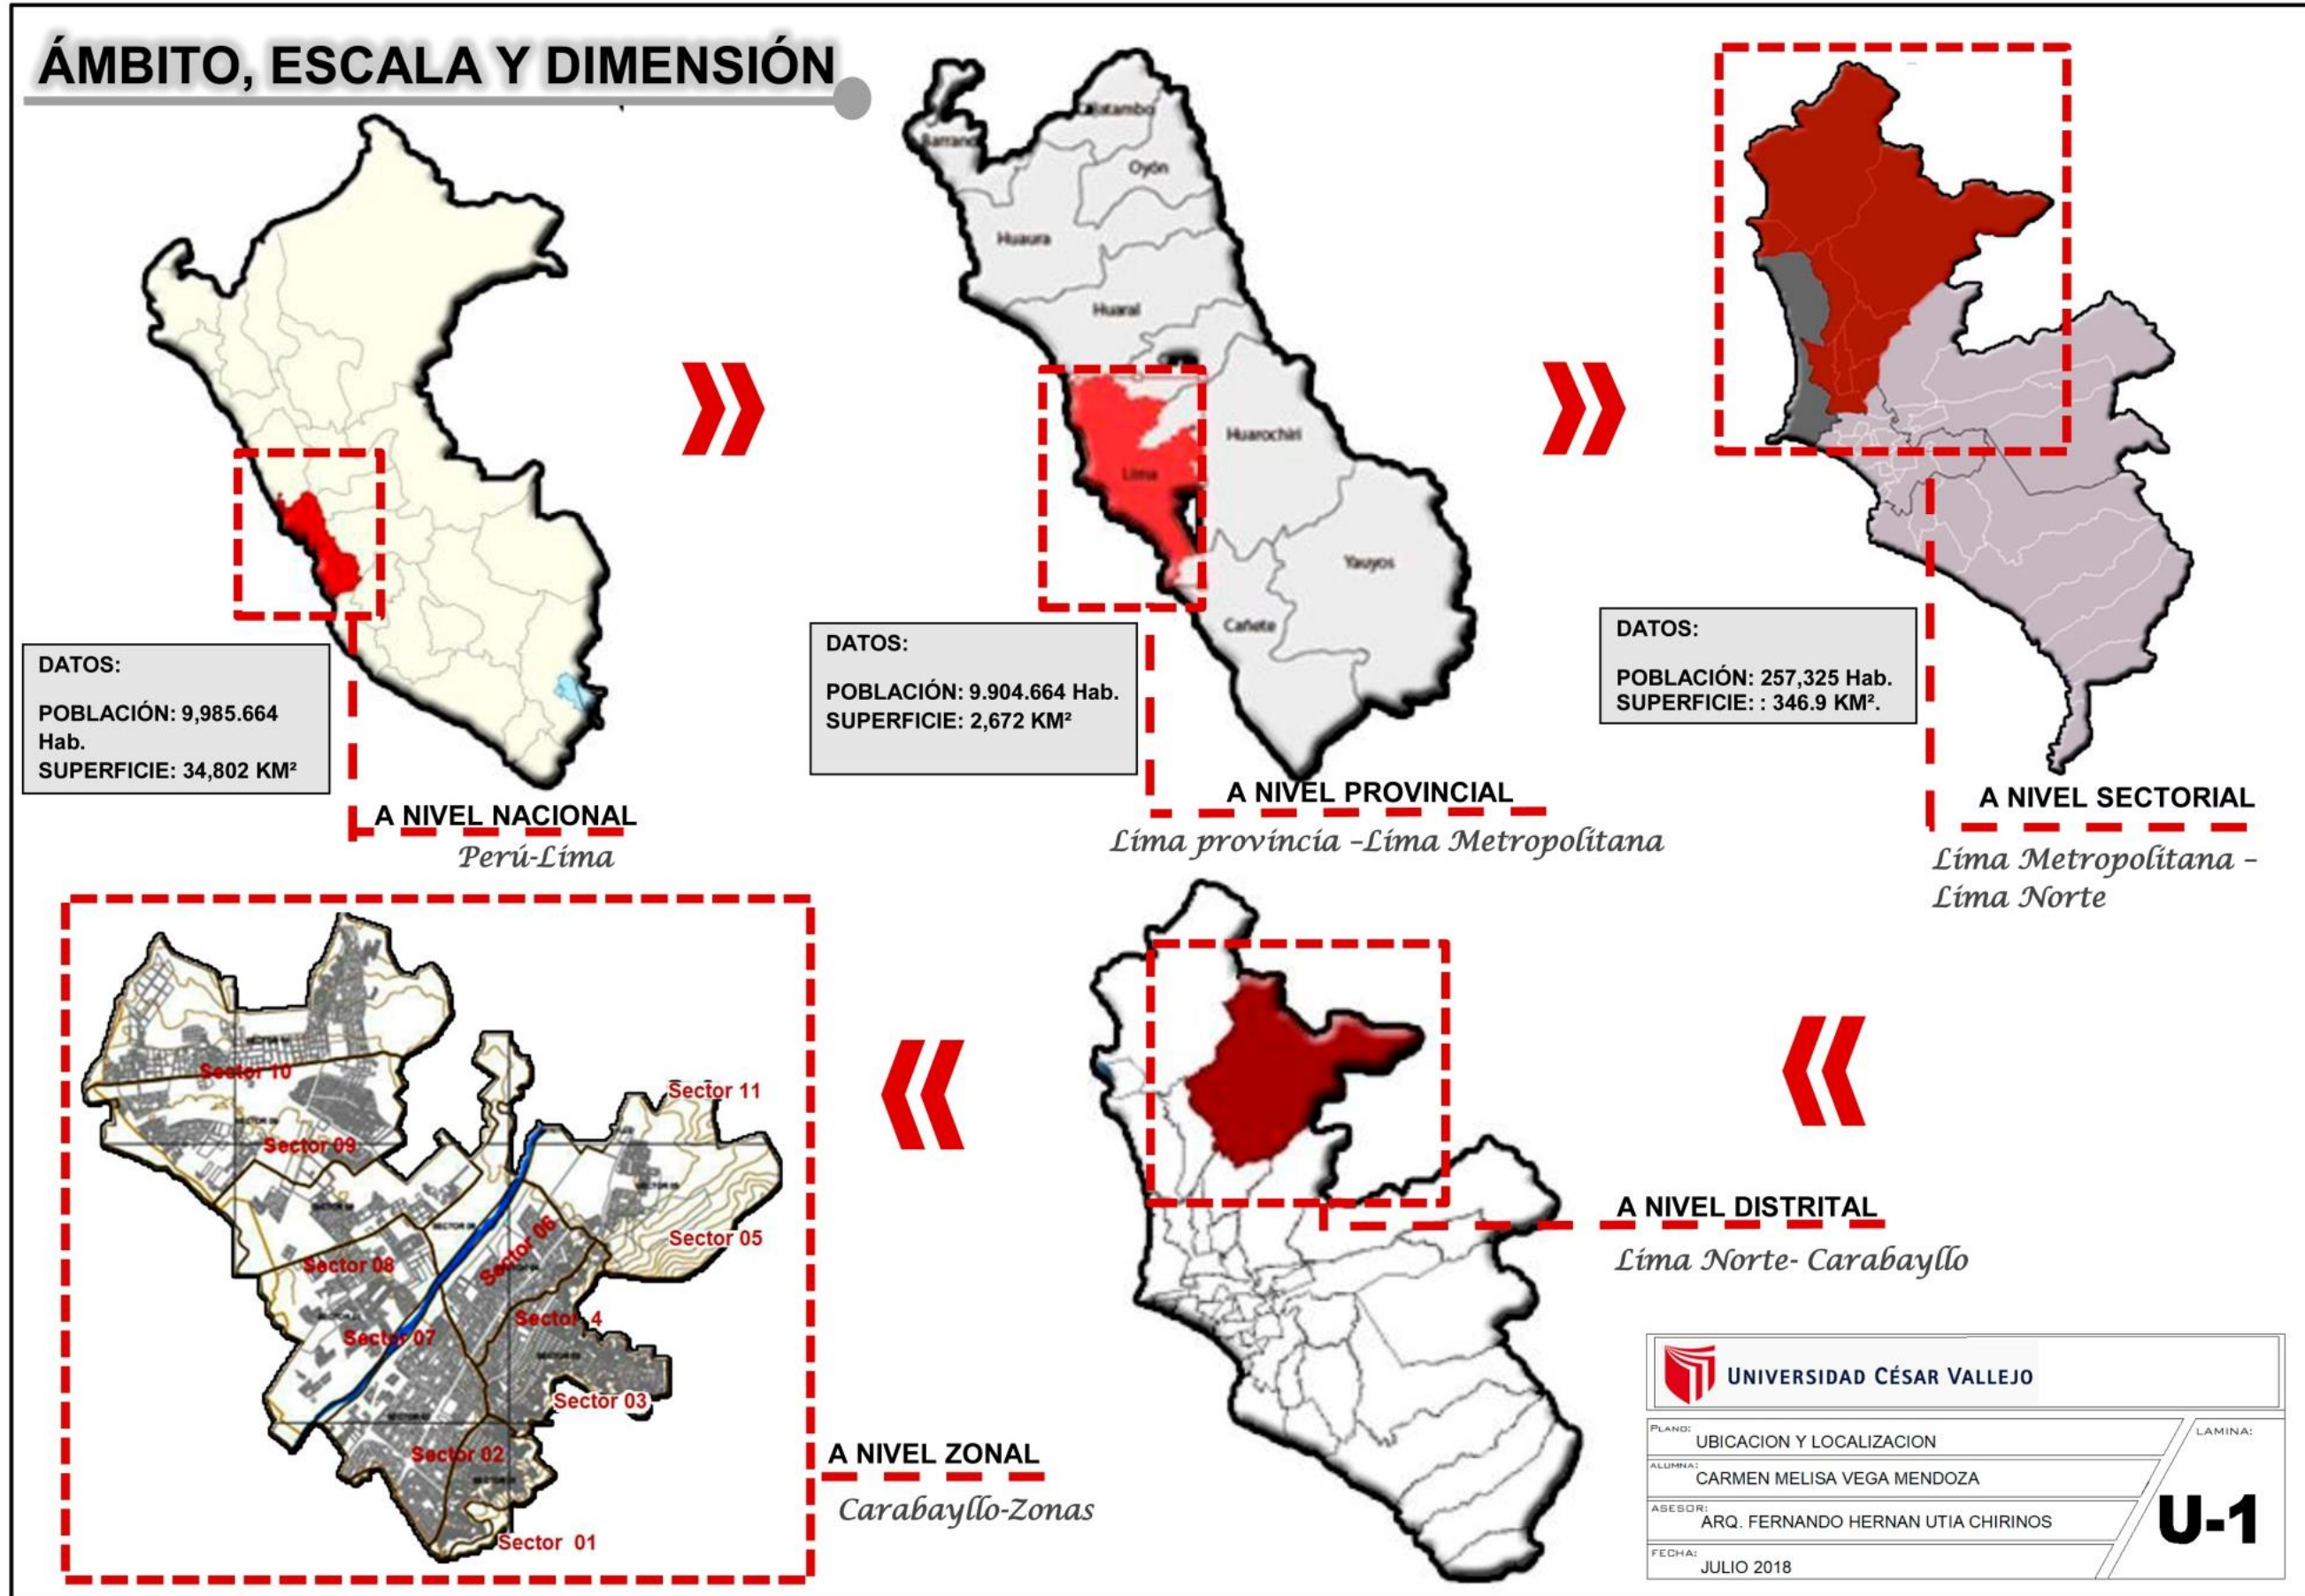 ÁMBITO, ESCALA Y DIMENSIÓN
DATOS:
POBLACIÓN: 9,985.664
Hab.
SUPERFICIE: 34,802 KM²
A NIVEL NACIONAL
Perú-Lima
Cajatambo
Barranc
Oyón
Huaura
Huaral
Huarochirí
Lima
Yauyos
Cañete
DATOS:
POBLACIÓN: 9.904.664 Hab.
SUPERFICIE: 2,672 KM²
A NIVEL PROVINCIAL
Lima provincia –Lima Metropolitana
DATOS:
POBLACIÓN: 257,325 Hab.
SUPERFICIE: : 346.9 KM².
A NIVEL SECTORIAL
Lima Metropolitana –
Lima Norte
A NIVEL DISTRITAL
Lima Norte- Carabayllo
Sector 10
Sector 11
Sector 09
Sector 06
Sector 05
Sector 08
Sector 4
Sector 07
Sector 03
Sector 02
Sector 01
A NIVEL ZONAL
Carabayllo-Zonas
UNIVERSIDAD CÉSAR VALLEJO
PLANO: UBICACION Y LOCALIZACION
LAMINA:
ALUMNA: CARMEN MELISA VEGA MENDOZA
ASESOR: ARQ. FERNANDO HERNAN UTIA CHIRINOS
U-1
FECHA: JULIO 2018